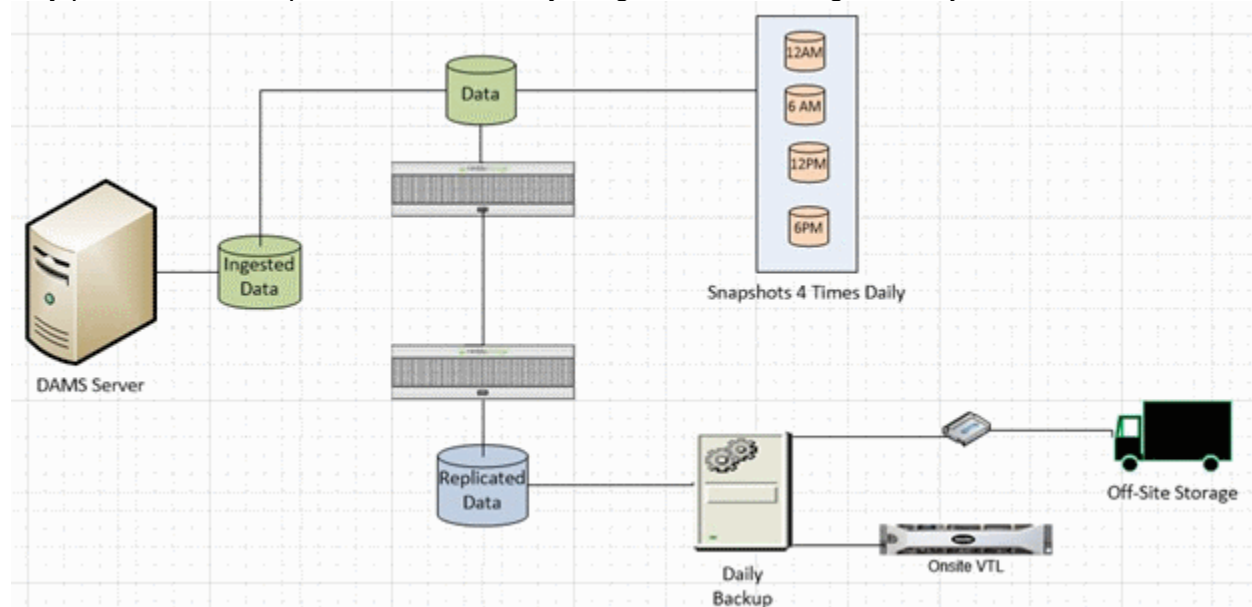 Data
12AM
6 AM
12PM
6PM
Ingested
Data
Snapshots 4 Times Daily
DAMS Server
Replicated
Data
Off-Site Storage
Onsite VTL
Daily
Backup